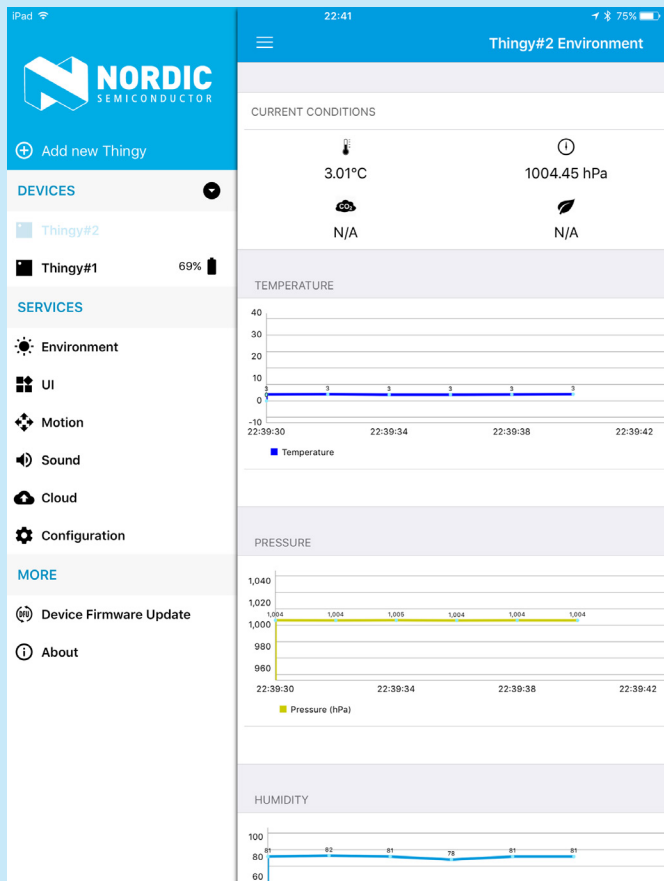 iPad 22:41 75%
NORDIC
SEMICONDUCTOR
Add new Thingy
DEVICES
Thingy#2
Thingy#1 69%
SERVICES
Environment
UI
Motion
Sound
Cloud
Configuration
MORE
DFU Device Firmware Update
About
Thingy#2 Environment
CURRENT CONDITIONS
3.01°C 1004.45 hPa
CO₂
N/A N/A
TEMPERATURE
40
30
20
10
3 3 3 3 3 3
0
-10
22:39:30 22:39:34 22:39:38 22:39:42
Temperature
PRESSURE
1,040
1,020
1,004 1,004 1,005 1,004 1,004 1,004
1,000
980
960
22:39:30 22:39:34 22:39:38 22:39:42
Pressure (hPa)
HUMIDITY
100
81 82 81 78 81 81
80
60